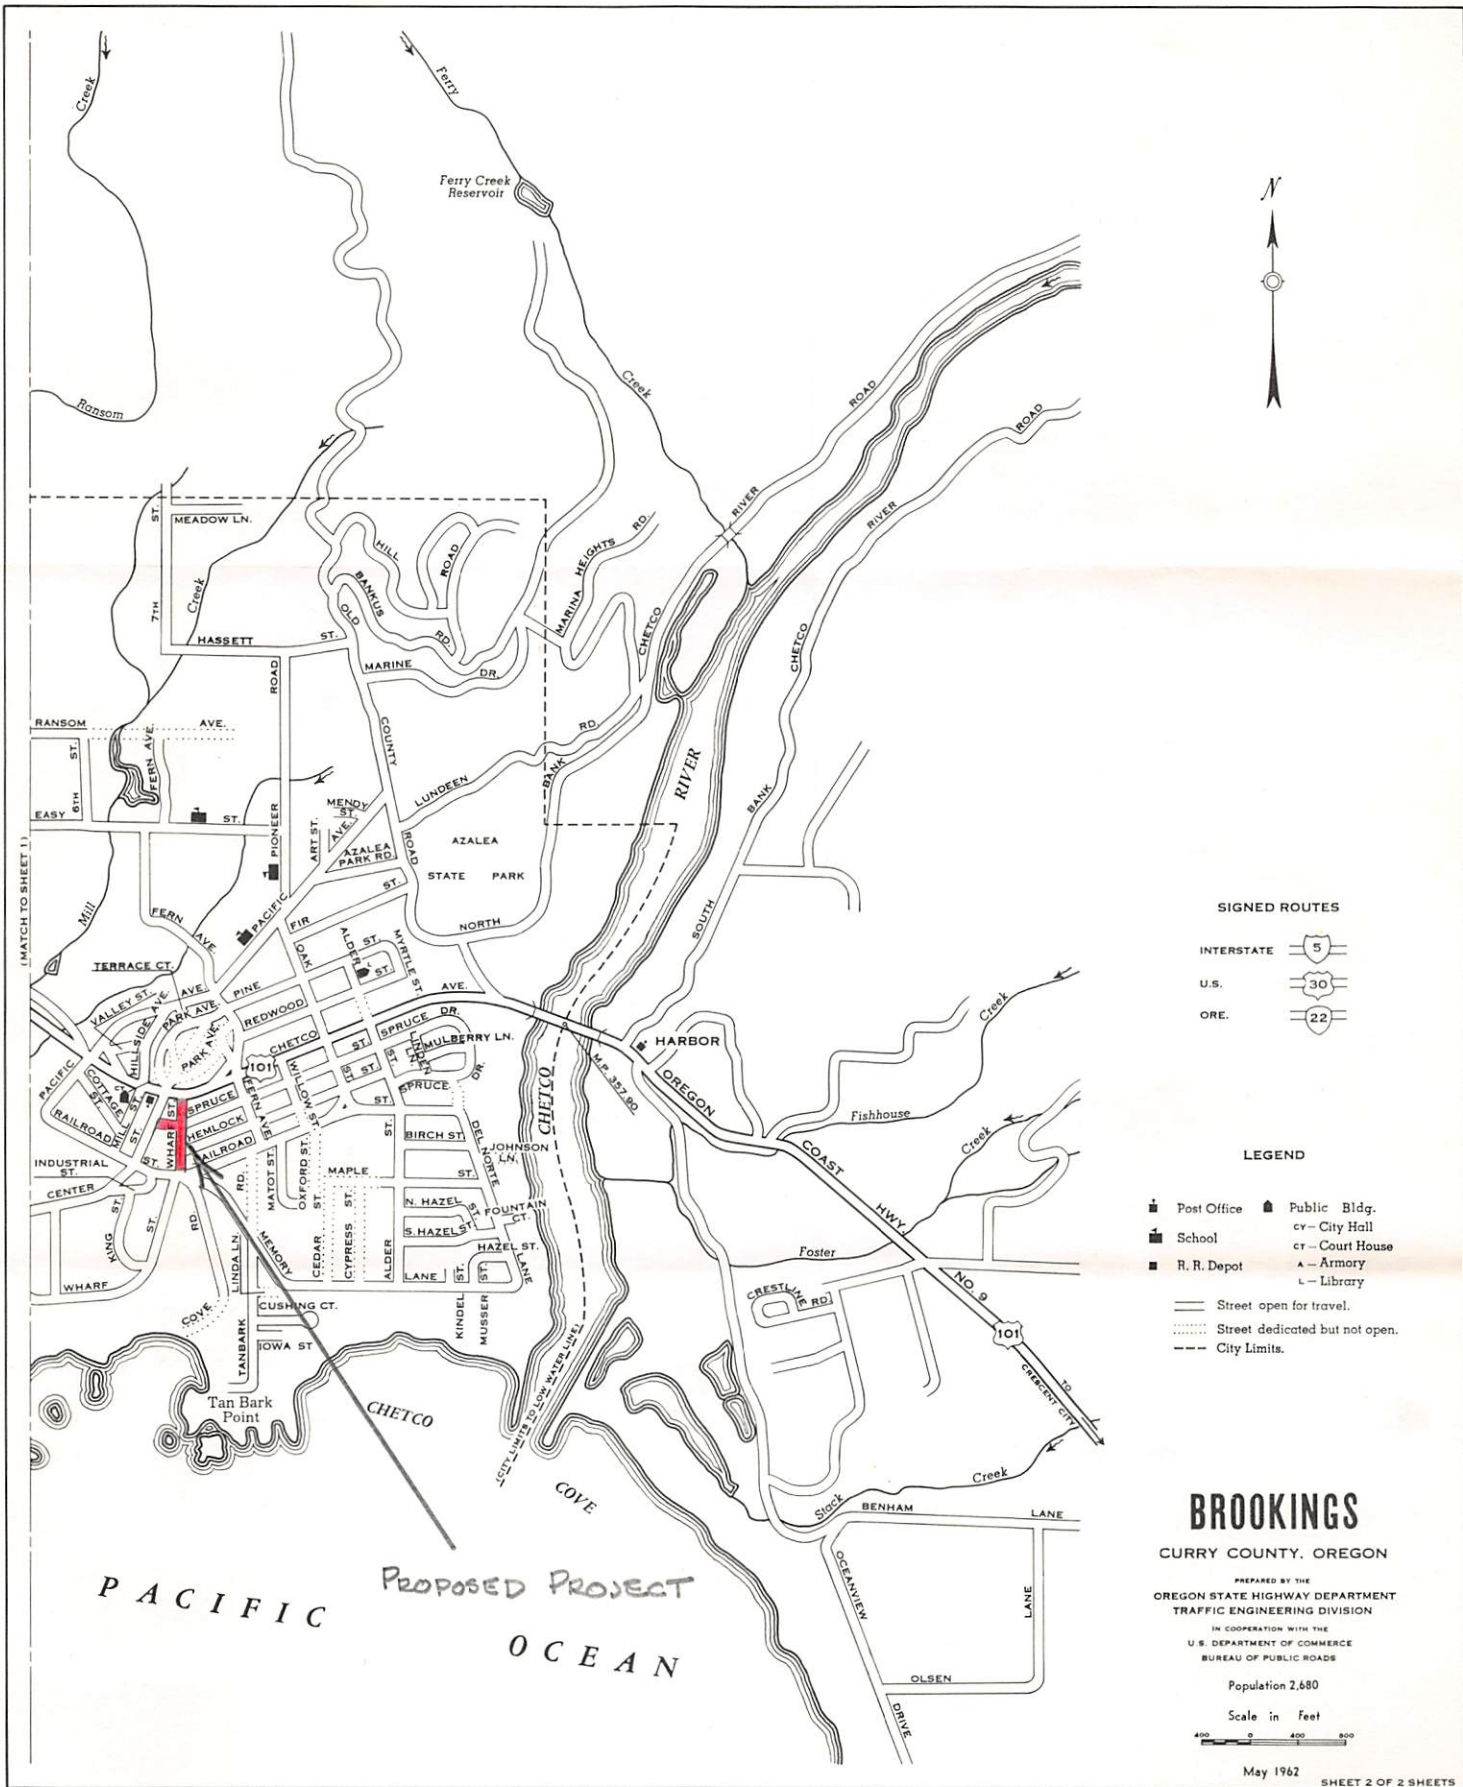 Creek
Ferry
Ferry Creek
Reservoir
N
Ransom
Creek
ROAD
ROAD
RIVER
RIVER
7TH ST.
MEADOW LN.
Creek
HILL
ROAD
BANKUS
RD.
OLD
MARINA HEIGHTS RD.
CHETCO
CHETCO
HASSETT ST.
ROAD
MARINE DR.
COUNTY
RANSOM AVE.
6TH ST.
FERN AVE.
RD.
BANK
RIVER
LUNDEEN
EASY ST.
PIONEER
MENDY
ST.
ART ST.
AVE.
AZALEA
PARK RD.
ROAD
AZALEA
STATE PARK
BANK
(MATCH TO SHEET 1)
Mill
FERN AVE.
PACIFIC
FIR ST.
NORTH
SOUTH
SIGNED ROUTES
INTERSTATE 5
U.S. 30
ORE. 22
OAK
ALDER ST.
L
ST.
MYRTLE ST.
TERRACE CT.
VALLEY ST.
AVE.
PINE
PARK AVE.
HILLSIDE AVE.
PARK AVE.
REDWOOD
CHETCO AVE.
101
SPRUCE DR.
LINDEN LN.
MULBERRY LN.
DR.
HARBOR
M.P. 357.90
OREGON
COAST
HWY.
NO. 9
101
TO
CRESCENT CITY
Creek
Fishhouse
Creek
Foster
PACIFIC
COTTAGE ST.
CT
MILL ST.
RAILROAD
ST.
WHARF ST.
SPRUCE
HEMLOCK
RAILROAD
FERN AVE.
WILLOW ST.
ST.
ST.
ST.
ST.
SPRUCE
ST.
ST.
BIRCH ST.
DEL NORTE
JOHNSON
LN.
CHETCO
LEGEND
Post Office
Public Bldg.
CY – City Hall
School
CT – Court House
R. R. Depot
A – Armory
L – Library
Street open for travel.
Street dedicated but not open.
City Limits.
INDUSTRIAL
ST.
CENTER
KING ST.
ST.
RD.
RD.
MATOT ST.
OXFORD ST.
MAPLE ST.
N. HAZEL ST.
FOUNTAIN
CT.
S. HAZEL ST.
HAZEL ST.
CEDAR ST.
CYPRESS ST.
ALDER
MEMORY LANE
LANE
KINDEL ST.
MUSSER ST.
WHARF
COVE
LINDA LN.
CUSHING CT.
IOWA ST
TANBARK
CRESTLINE RD.
Tan Bark
Point
CHETCO
COVE
(CITY LIMITS TO LOW WATER LINE)
Creek
Stack
BENHAM LANE
OCEANVIEW
LANE
OLSEN
DRIVE
PROPOSED PROJECT
PACIFIC
OCEAN
BROOKINGS
CURRY COUNTY, OREGON
PREPARED BY THE
OREGON STATE HIGHWAY DEPARTMENT
TRAFFIC ENGINEERING DIVISION
IN COOPERATION WITH THE
U.S. DEPARTMENT OF COMMERCE
BUREAU OF PUBLIC ROADS
Population 2,680
Scale in Feet
400 0 400 800
May 1962
SHEET 2 OF 2 SHEETS